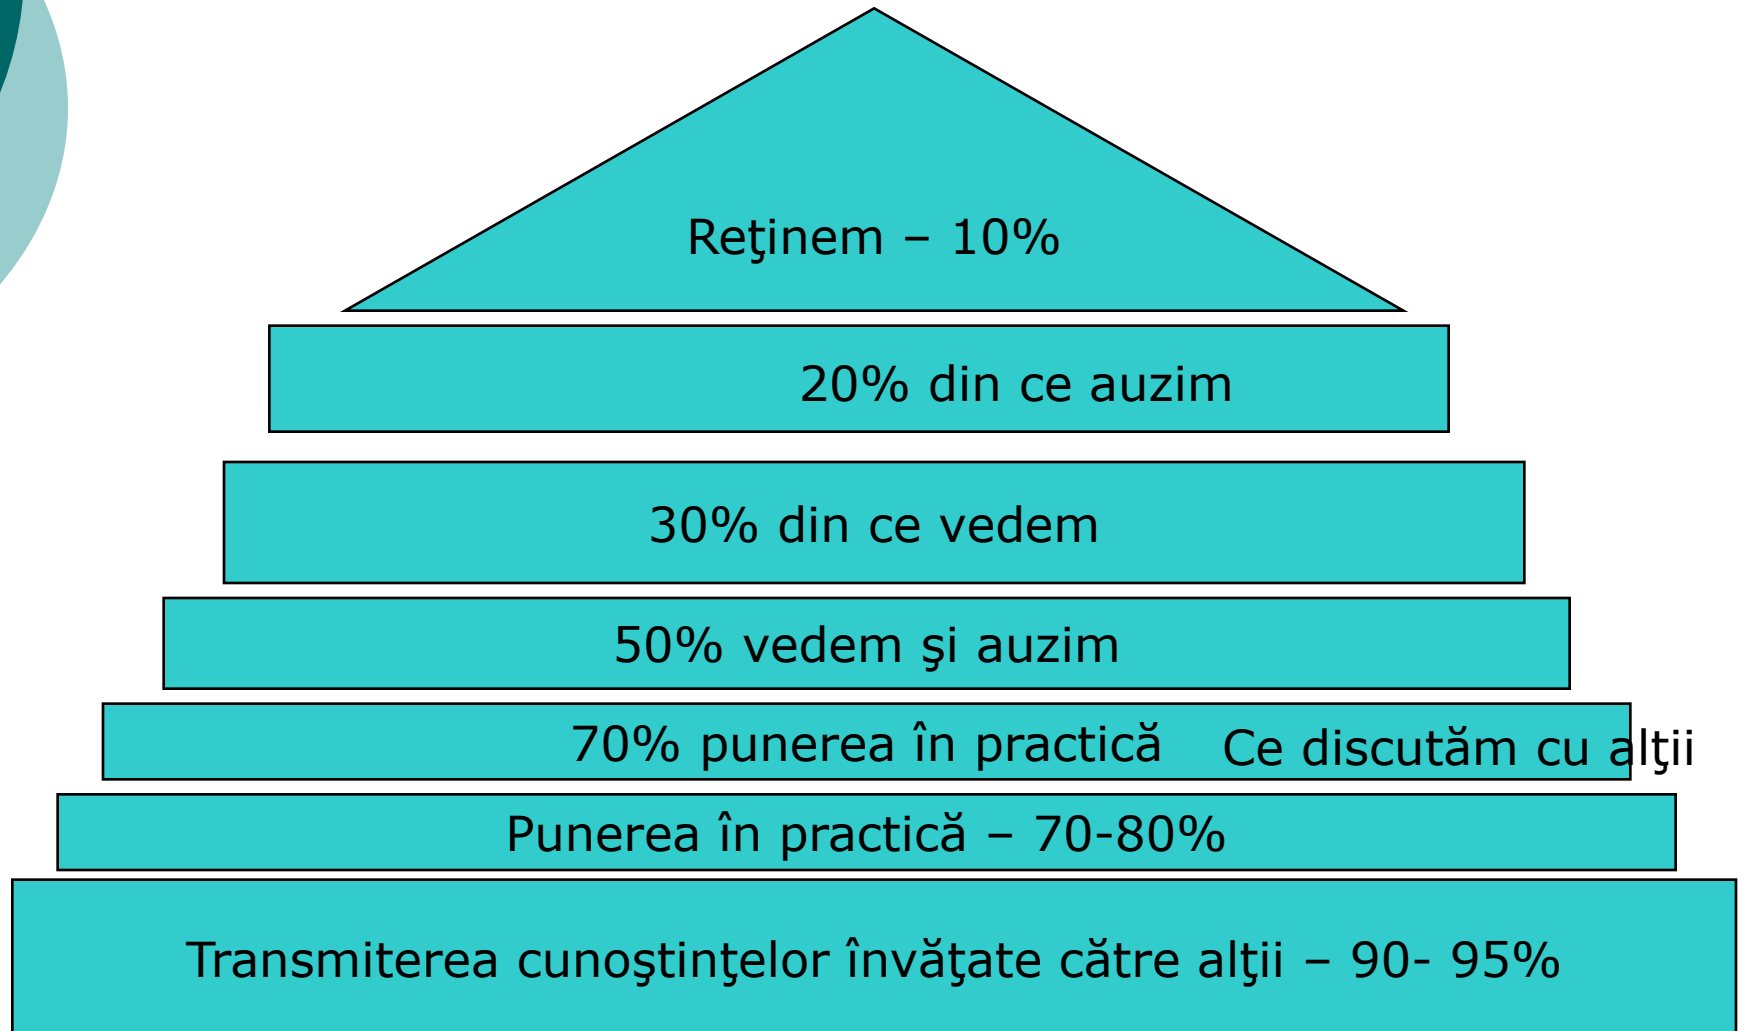 Reţinem – 10%
20% din ce auzim
30% din ce vedem
50% vedem şi auzim
70% punerea în practică Ce discutăm cu alţii
Punerea în practică – 70-80%
Transmiterea cunoştinţelor învăţate către alţii – 90- 95%